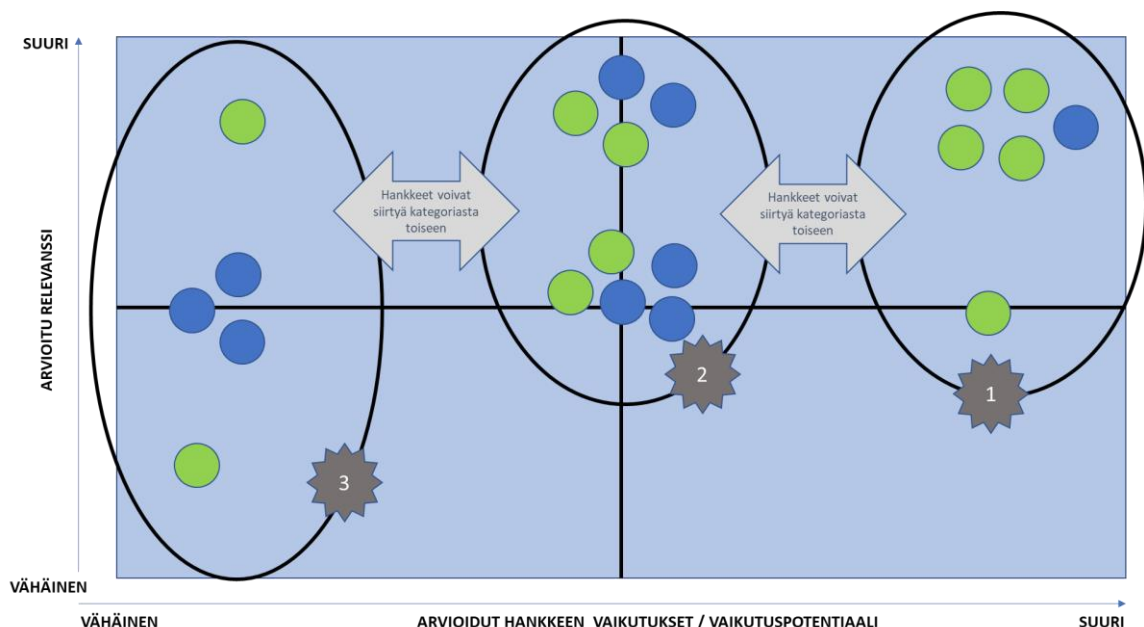 SUURI
Hankkeet voivat
siirtyä kategoriasta
toiseen
Hankkeet voivat
siirtyä kategoriasta
toiseen
ARVIOITU RELEVANSSI
2
1
3
VÄHÄINEN
VÄHÄINEN
ARVIOIDUT HANKKEEN VAIKUTUKSET / VAIKUTUSPOTENTIAALI
SUURI